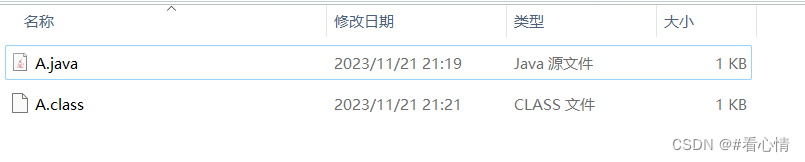 名称 修改日期 类型 大小
A.java 2023/11/21 21:19 Java 源文件 1 KB
A.class 2023/11/21 21:21 CLASS 文件 1 KB
CSDN @#看心情